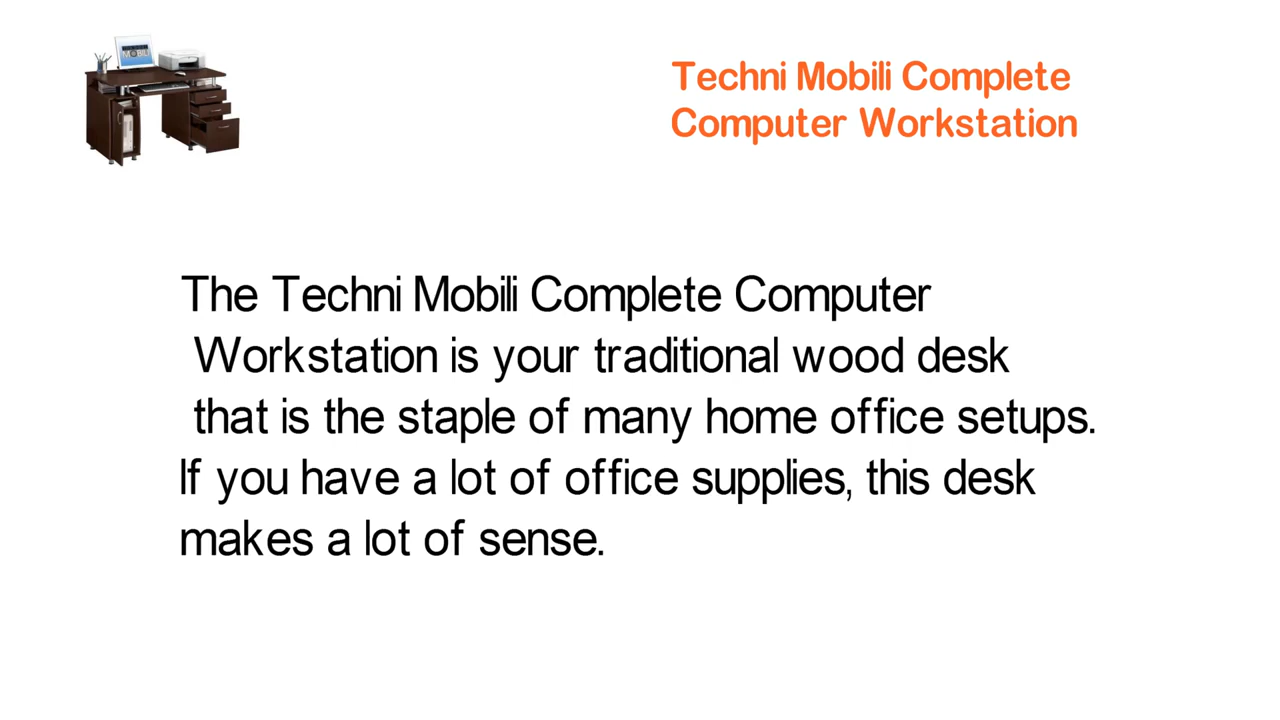 Techni Mobili Complete
Computer Workstation
The Techni Mobili Complete Computer
Workstation is your traditional wood desk
that is the staple of many home office setups.
If you have a lot of office supplies, this desk
makes a lot of sense.